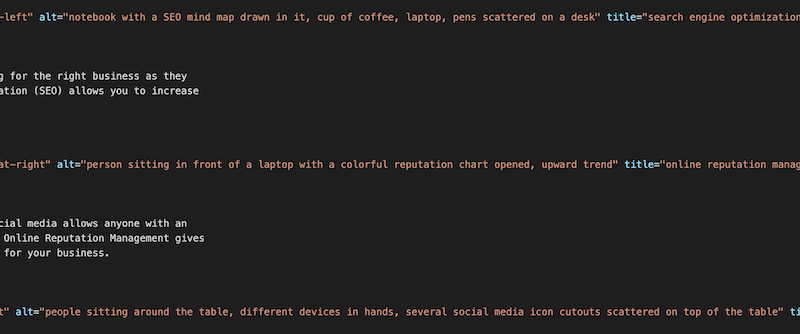 -left" alt="notebook with a SEO mind map drawn in it, cup of coffee, laptop, pens scattered on a desk" title="search engine optimization
g for the right business as they
ation (SEO) allows you to increase
at-right" alt="person sitting in front of a laptop with a colorful reputation chart opened, upward trend" title="online reputation manag
cial media allows anyone with an
Online Reputation Management gives
for your business.
t" alt="people sitting around the table, different devices in hands, several social media icon cutouts scattered on top of the table" ti